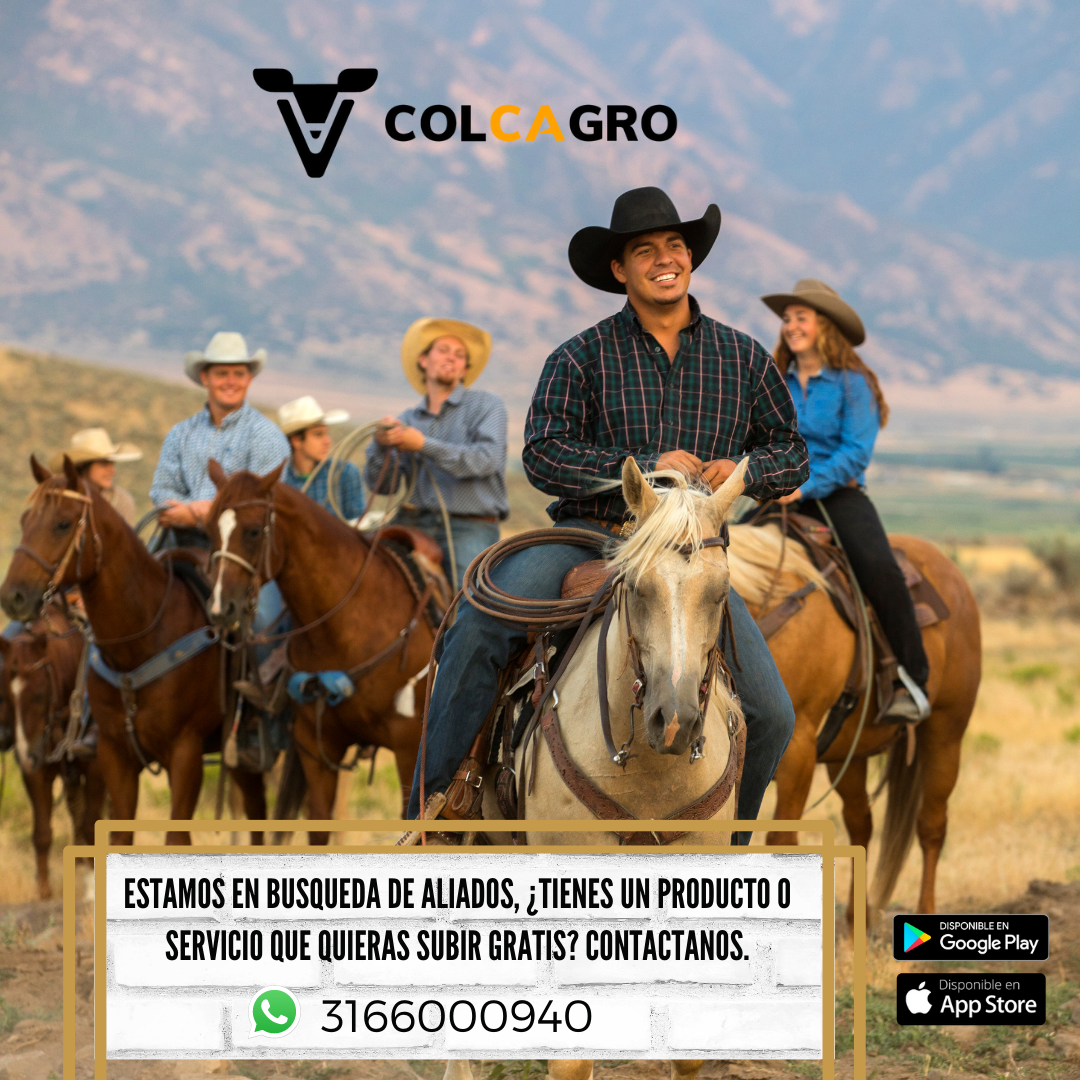 COLCAGRO
ESTAMOS EN BUSQUEDA DE ALIADOS, ¿TIENES UN PRODUCTO O
SERVICIO QUE QUIERAS SUBIR GRATIS? CONTACTANOS.
3166000940
DISPONIBLE EN
Google Play
Disponible en
App Store